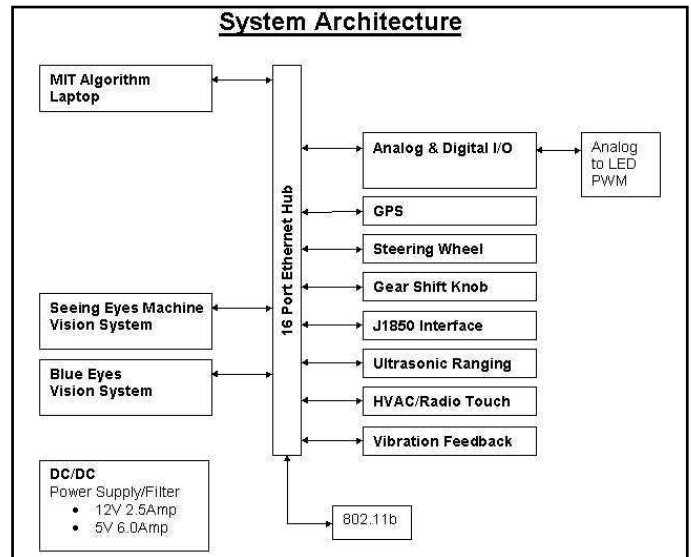 System Architecture
MIT Algorithm
Laptop
16 Port Ethernet Hub
Analog & Digital I/O
Analog
to LED
PWM
GPS
Steering Wheel
Gear Shift Knob
Seeing Eyes Machine
Vision System
J1850 Interface
Blue Eyes
Vision System
Ultrasonic Ranging
HVAC/Radio Touch
Vibration Feedback
DC/DC
Power Supply/Filter
• 12V 2.5Amp
• 5V 6.0Amp
802.11b